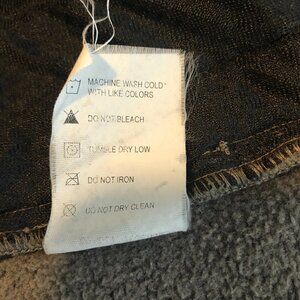 MACHINE WASH COLD
WITH LIKE COLORS
DO NOT BLEACH
TUMBLE DRY LOW
DO NOT IRON
DO NOT DRY CLEAN